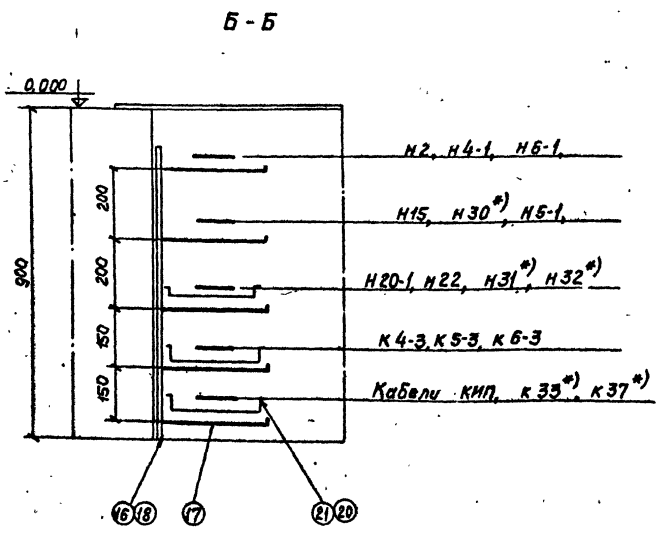 Б - Б
0,000
н2, н4-1, н6-1,
200
н15, н30*), н5-1,
200
900
н20-1, н22, н31*), н32*)
150
к4-3, к5-3, к6-3
150
Кабели КИП, к33*), к37*)
16 18 17 21 20